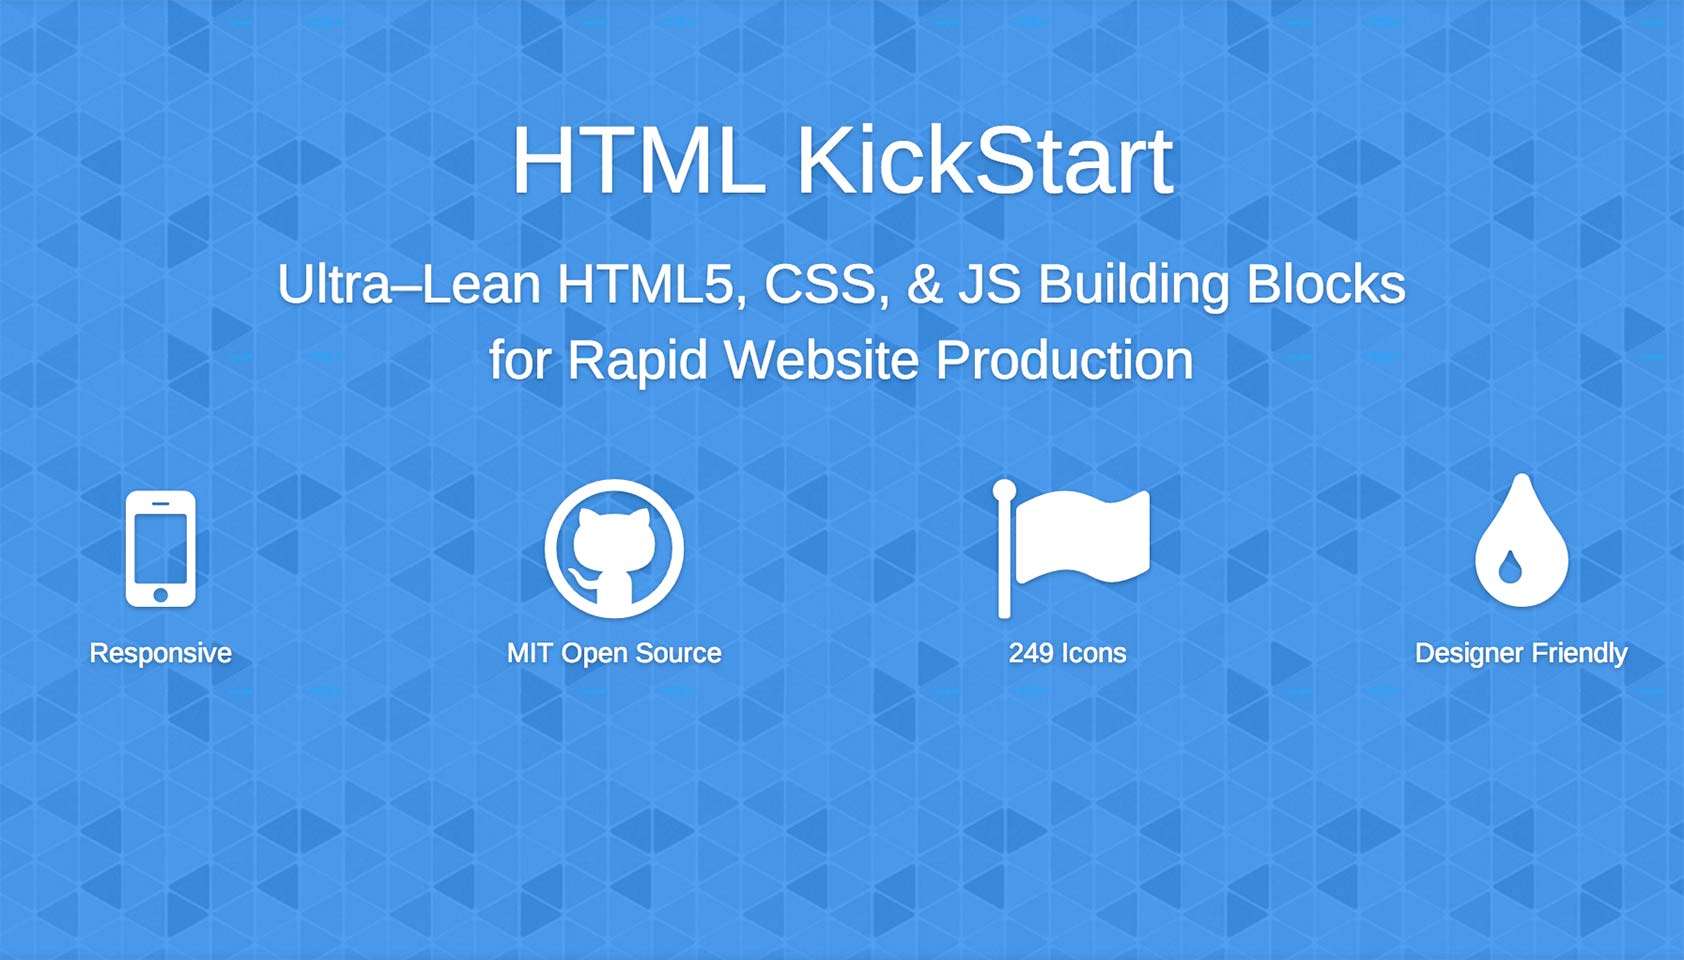 HTML KickStart
Ultra–Lean HTML5, CSS, & JS Building Blocks
for Rapid Website Production
Responsive
MIT Open Source
249 Icons
Designer Friendly